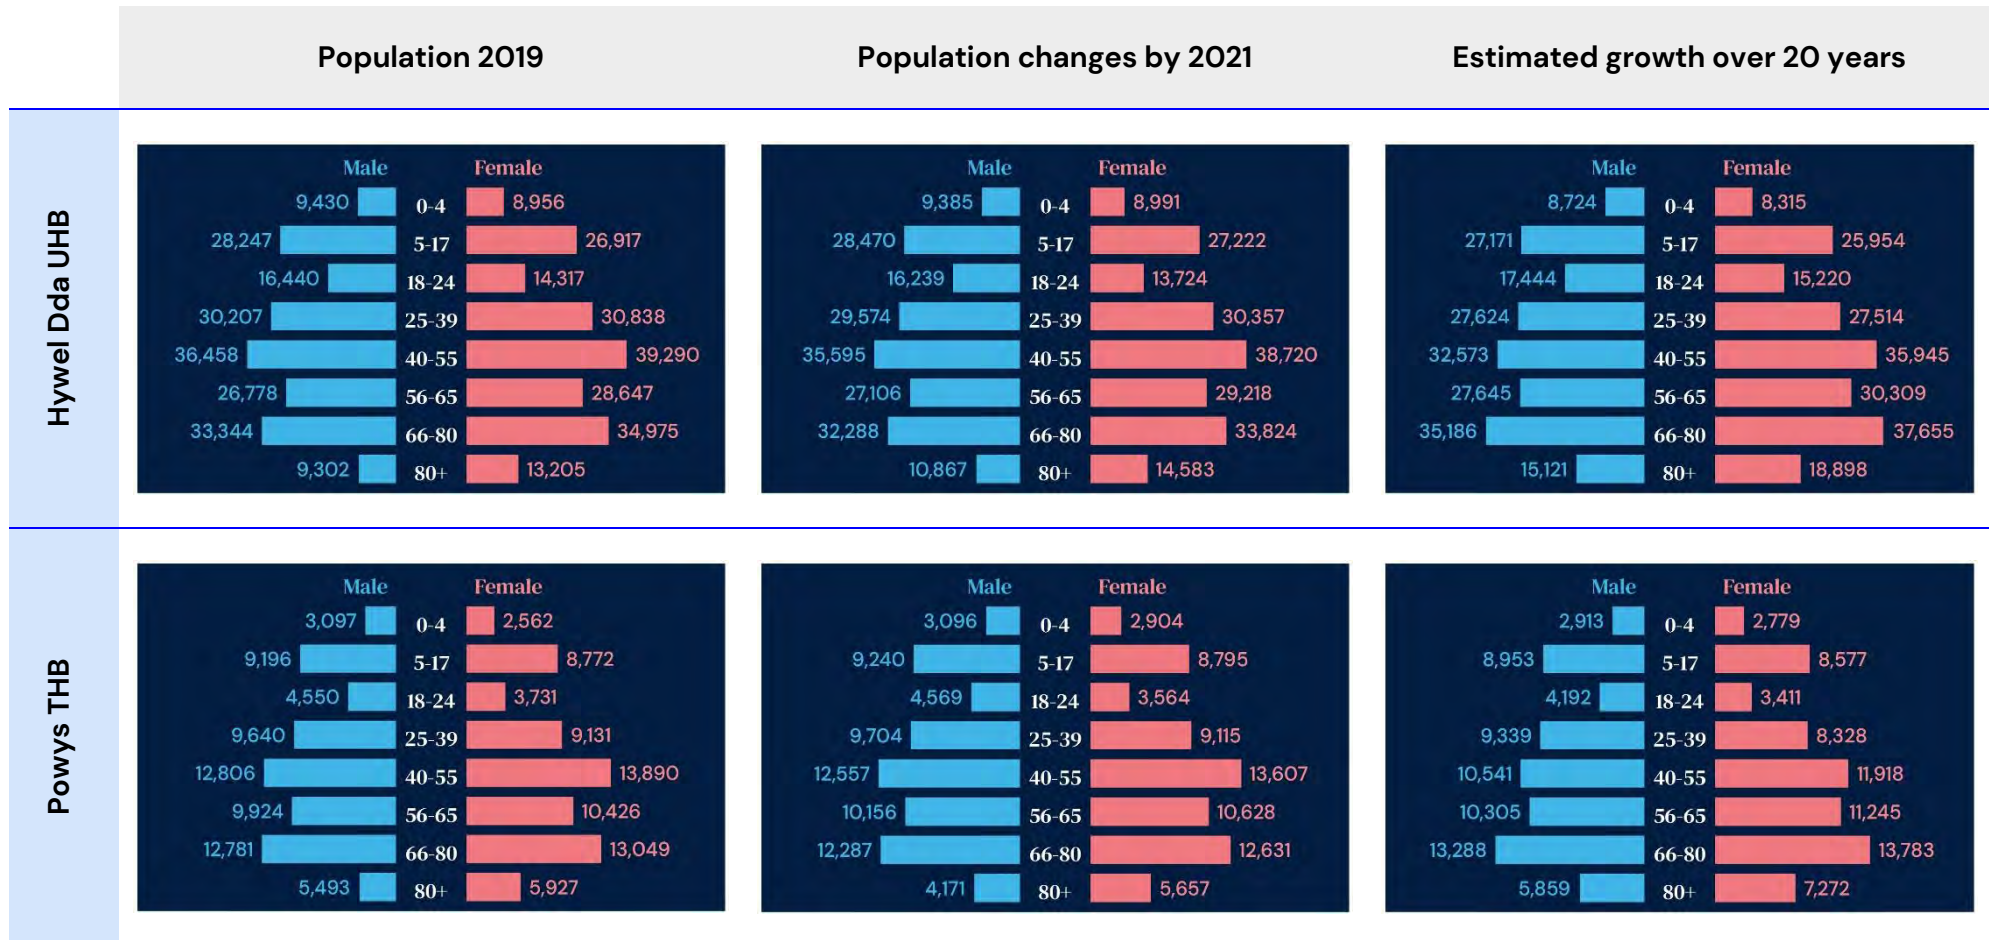 Population 2019 Population changes by 2021 Estimated growth over 20 years
Hywel Dda UHB
Male Female
9,430 0-4 8,956
28,247 5-17 26,917
16,440 18-24 14,317
30,207 25-39 30,838
36,458 40-55 39,290
26,778 56-65 28,647
33,344 66-80 34,975
9,302 80+ 13,205
Male Female
9,385 0-4 8,991
28,470 5-17 27,222
16,239 18-24 13,724
29,574 25-39 30,357
35,595 40-55 38,720
27,106 56-65 29,218
32,288 66-80 33,824
10,867 80+ 14,583
Male Female
8,724 0-4 8,315
27,171 5-17 25,954
17,444 18-24 15,220
27,624 25-39 27,514
32,573 40-55 35,945
27,645 56-65 30,309
35,186 66-80 37,655
15,121 80+ 18,898
Powys THB
Male Female
3,097 0-4 2,562
9,196 5-17 8,772
4,550 18-24 3,731
9,640 25-39 9,131
12,806 40-55 13,890
9,924 56-65 10,426
12,781 66-80 13,049
5,493 80+ 5,927
Male Female
3,096 0-4 2,904
9,240 5-17 8,795
4,569 18-24 3,564
9,704 25-39 9,115
12,557 40-55 13,607
10,156 56-65 10,628
12,287 66-80 12,631
4,171 80+ 5,657
Male Female
2,913 0-4 2,779
8,953 5-17 8,577
4,192 18-24 3,411
9,339 25-39 8,328
10,541 40-55 11,918
10,305 56-65 11,245
13,288 66-80 13,783
5,859 80+ 7,272